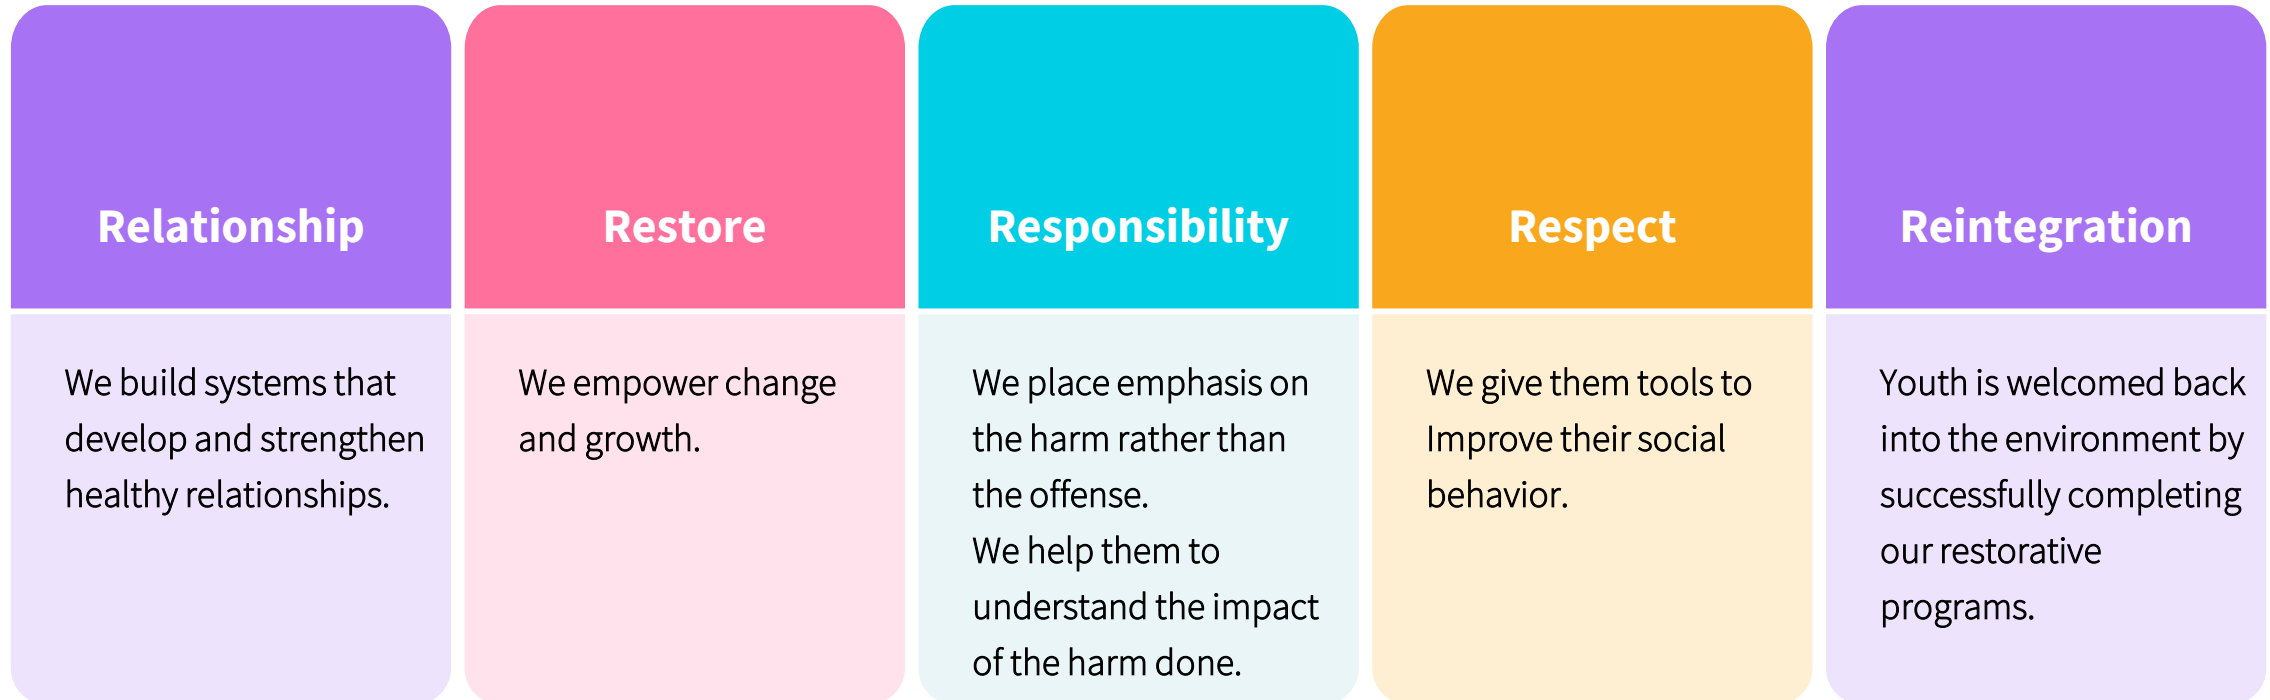 Relationship
We build systems that
develop and strengthen
healthy relationships.
Restore
We empower change
and growth.
Responsibility
We place emphasis on
the harm rather than
the offense.
We help them to
understand the impact
of the harm done.
Respect
We give them tools to
Improve their social
behavior.
Reintegration
Youth is welcomed back
into the environment by
successfully completing
our restorative
programs.